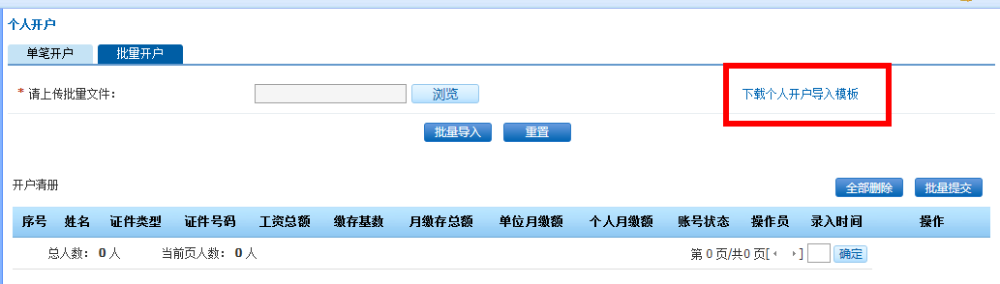 个人开户
单笔开户 批量开户
* 请上传批量文件： 浏览 下载个人开户导入模板
批量导入 重置
开户清册 全部删除 批量提交
序号 姓名 证件类型 证件号码 工资总额 缴存基数 月缴存总额 单位月缴额 个人月缴额 账号状态 操作员 录入时间 操作
总人数： 0 人 当前页人数： 0 人 第 0 页/共0 页[ ] 确定